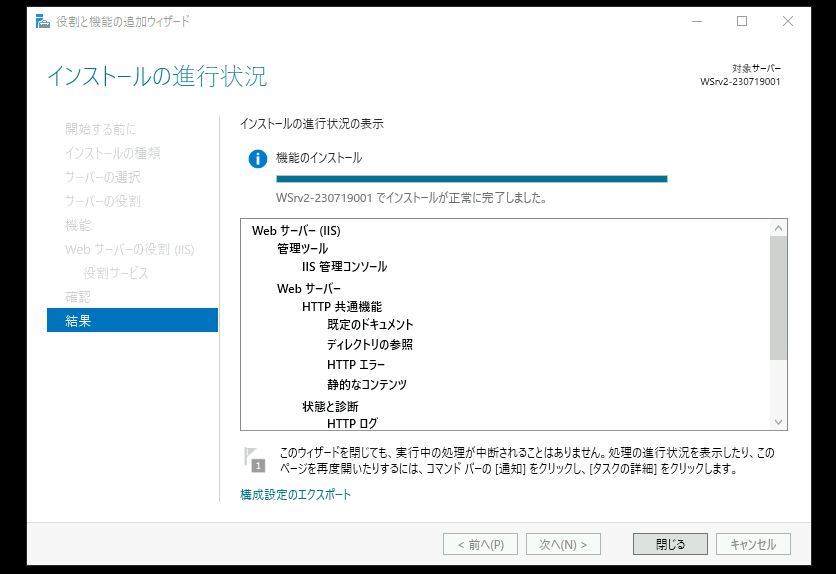 役割と機能の追加ウィザード
インストールの進行状況
対象サーバー
WSrv2-230719001
開始する前に
インストールの種類
サーバーの選択
サーバーの役割
機能
Web サーバーの役割 (IIS)
役割サービス
確認
結果
インストールの進行状況の表示
機能のインストール
WSrv2-230719001 でインストールが正常に完了しました。
Web サーバー (IIS)
管理ツール
IIS 管理コンソール
Web サーバー
HTTP 共通機能
既定のドキュメント
ディレクトリの参照
HTTP エラー
静的なコンテンツ
状態と診断
HTTP ログ
1
このウィザードを閉じても、実行中の処理が中断されることはありません。処理の進行状況を表示したり、この
ページを再度開いたりするには、コマンド バーの [通知] をクリックし、[タスクの詳細] をクリックします。
構成設定のエクスポート
< 前へ(P)
次へ(N) >
閉じる
キャンセル